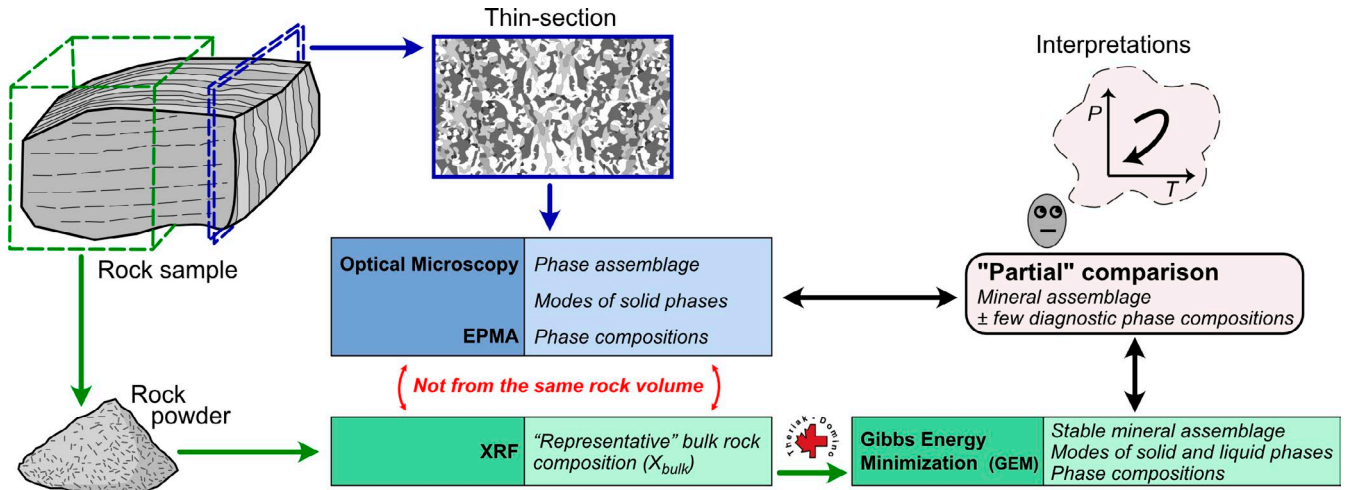 Thin-section
Interpretations
P
T
Rock sample
Optical Microscopy
Phase assemblage
Modes of solid phases
EPMA
Phase compositions
"Partial" comparison
Mineral assemblage
± few diagnostic phase compositions
Not from the same rock volume
Rock
powder
XRF
“Representative” bulk rock
composition (Xbulk)
Theriak-Domino
Gibbs Energy
Minimization (GEM)
Stable mineral assemblage
Modes of solid and liquid phases
Phase compositions